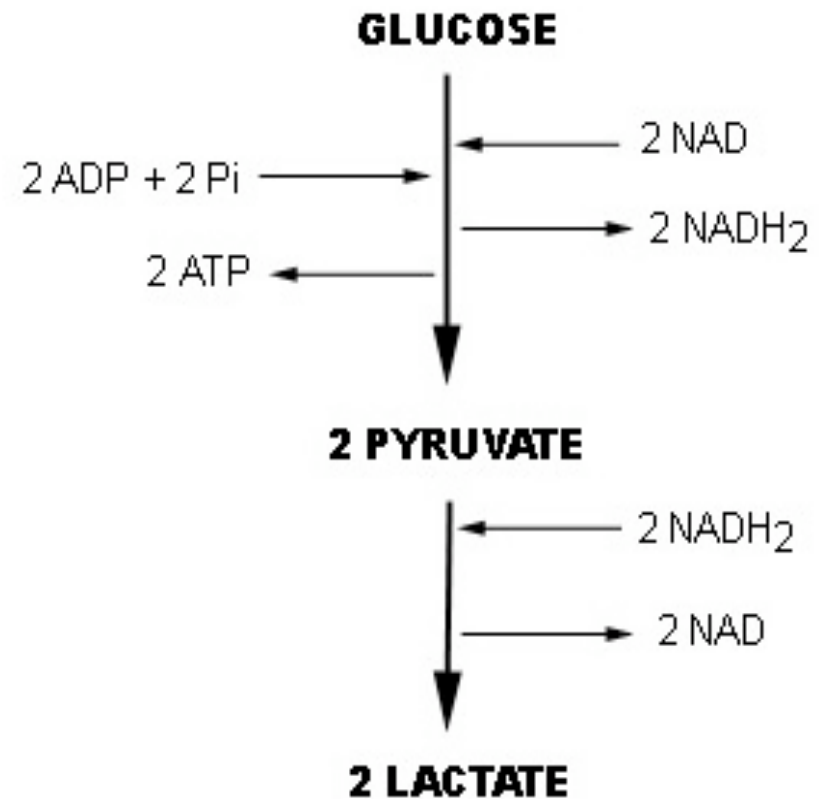 GLUCOSE
2 NAD
2 ADP + 2 Pi
2 NADH₂
2 ATP
2 PYRUVATE
2 NADH₂
2 NAD
2 LACTATE